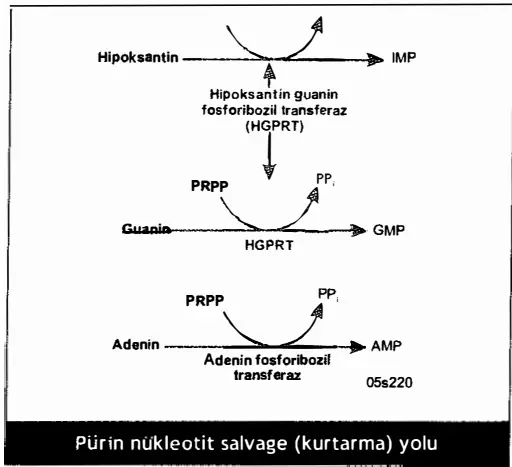 Hipoksantin IMP
Hipoksantin guanin
fosforibozil transferaz
(HGPRT)
PRPP PPi
Guanin GMP
HGPRT
PRPP PPi
Adenin AMP
Adenin fosforibozil
transferaz
05s220
Pürin nükleotit salvage (kurtarma) yolu